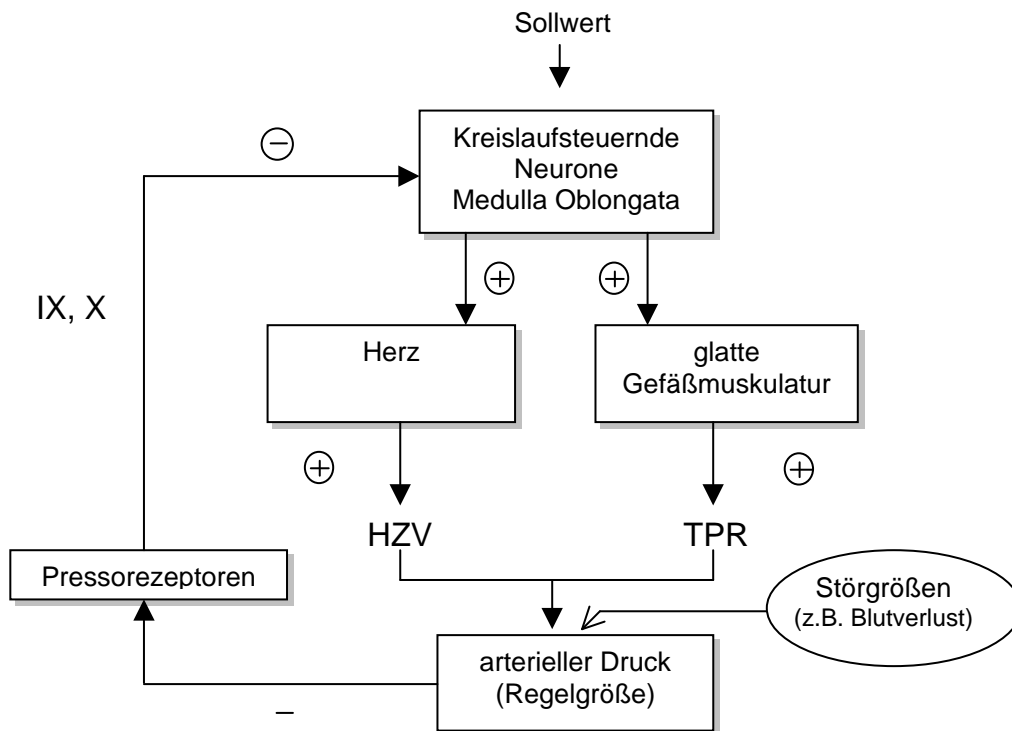 Sollwert
Kreislaufsteuernde
Neurone
Medulla Oblongata
−
+
+
IX, X
Herz
glatte
Gefäßmuskulatur
+
+
HZV
TPR
Pressorezeptoren
Störgrößen
(z.B. Blutverlust)
arterieller Druck
(Regelgröße)
−